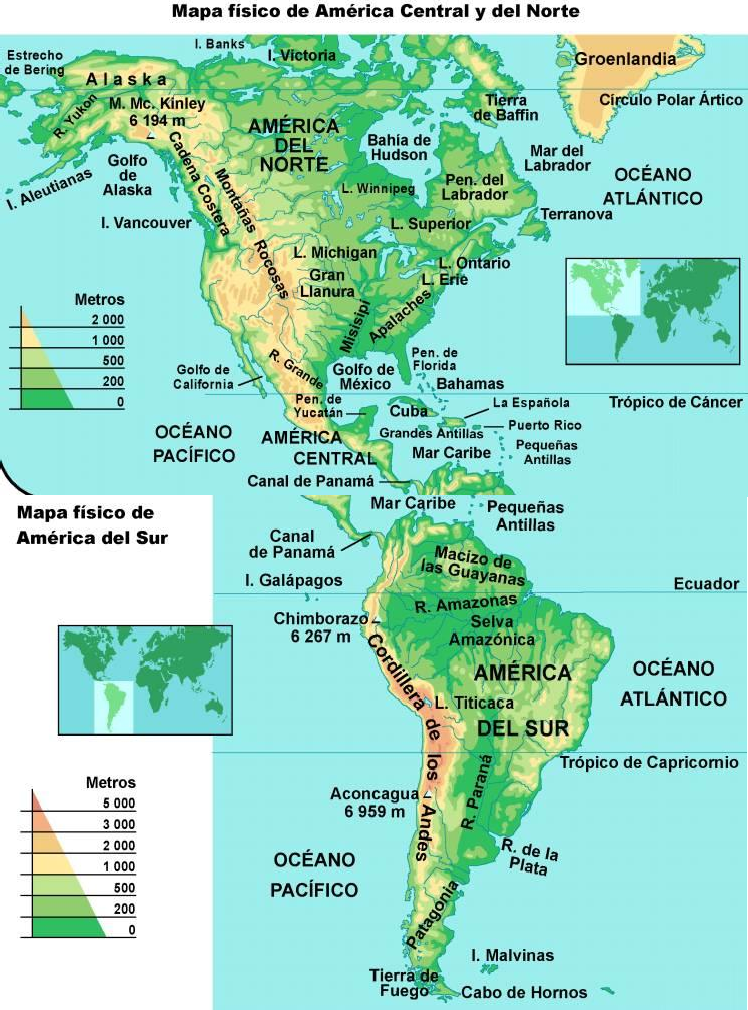 Mapa físico de América Central y del Norte
Estrecho
de Bering
I. Banks
I. Víctoria
Groenlandia
Alaska
R. Yukon
M. Mc. Kinley
6 194 m
Tierra
de Baffin
Círculo Polar Ártico
AMÉRICA
DEL
NORTE
Bahía de
Hudson
Mar del
Labrador
OCÉANO
ATLÁNTICO
Golfo
de
Alaska
I. Aleutianas
Cadena Costera
Montañas Rocosas
L. Winnipeg
Pen. del
Labrador
Terranova
I. Vancouver
L. Superior
L. Michigan
L. Ontario
L. Erie
Gran
Llanura
Misisipi
Apalaches
Metros
2 000
1 000
500
200
0
Golfo de
California
R. Grande
Golfo de
México
Pen. de
Florida
Bahamas
Pen. de
Yucatán
Cuba
La Española
Trópico de Cáncer
Puerto Rico
Grandes Antillas
Pequeñas
Antillas
OCÉANO
PACÍFICO
AMÉRICA
CENTRAL
Mar Caribe
Canal de Panamá
Mapa físico de
América del Sur
Mar Caribe
Pequeñas
Antillas
Canal
de Panamá
Macizo de
las Guayanas
I. Galápagos
Ecuador
R. Amazonas
Chimborazo
6 267 m
Selva
Amazónica
Cordillera de los Andes
AMÉRICA
DEL SUR
OCÉANO
ATLÁNTICO
L. Titicaca
Trópico de Capricornio
Metros
5 000
3 000
2 000
1 000
500
200
0
Aconcagua
6 959 m
R. Paraná
R. de la
Plata
OCÉANO
PACÍFICO
Patagonia
I. Malvinas
Tierra de
Fuego
Cabo de Hornos